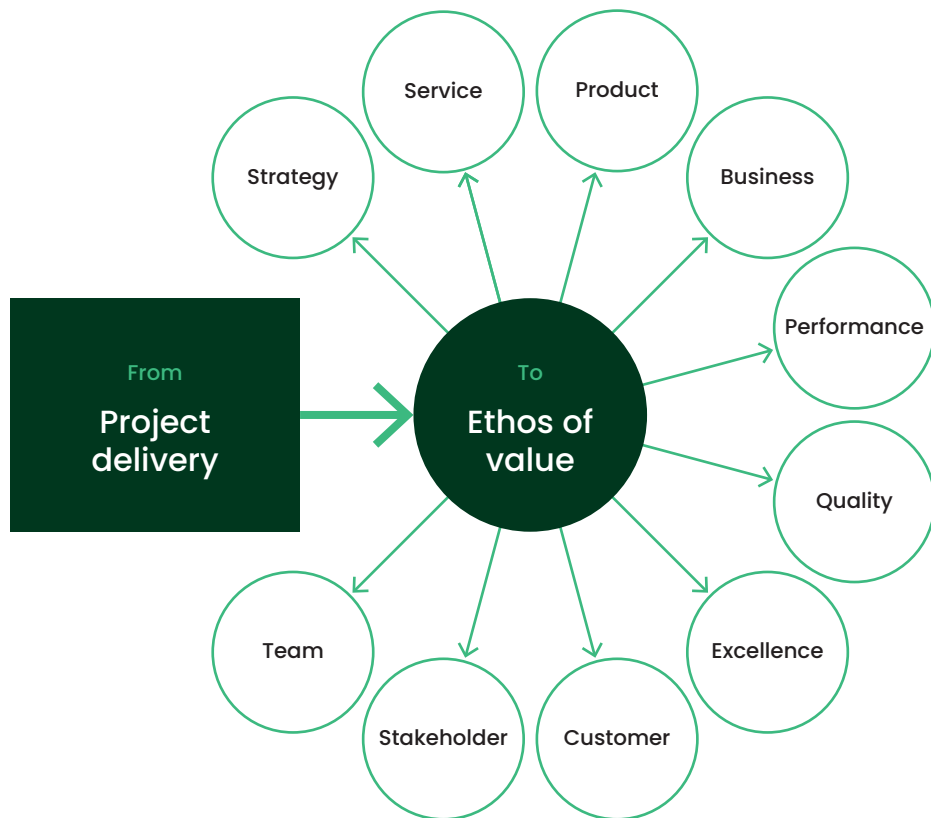 Service
Product
Strategy
Business
Performance
From
Project
delivery
To
Ethos of
value
Quality
Team
Excellence
Stakeholder
Customer